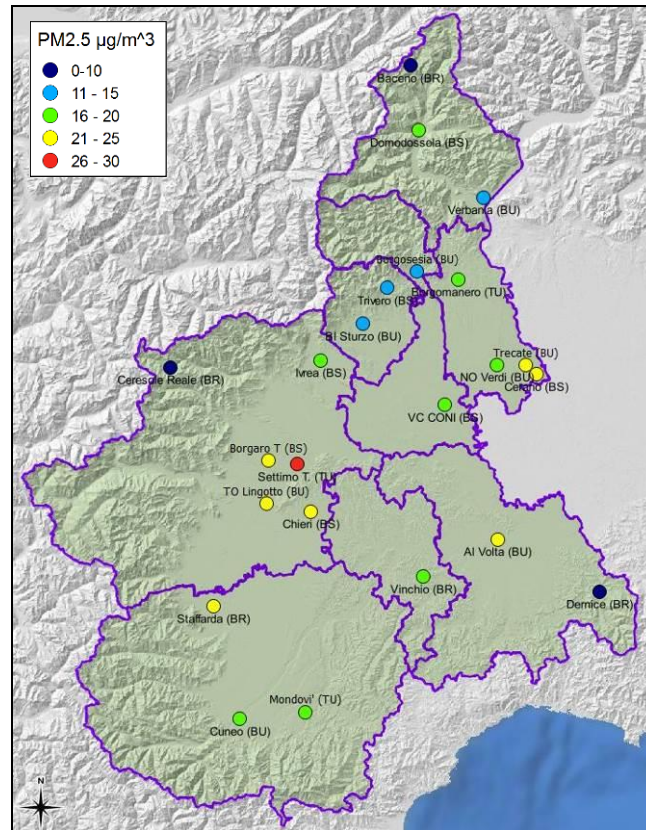 PM2.5 µg/m^3
0-10
11 - 15
16 - 20
21 - 25
26 - 30
Baceno (BR)
Domodossola (BS)
Verbania (BU)
Borgosesia (BU)
Trivero (BS)
Borgomanero (TU)
BI Sturzo (BU)
Ivrea (BS)
Ceresole Reale (BR)
Trecate (BU)
NO Verdi (BU)
Cerano (BS)
VC CONI (BS)
Borgaro T (BS)
Settimo T. (TU)
TO Lingotto (BU)
Chieri (BS)
Al Volta (BU)
Vinchio (BR)
Dernice (BR)
Staffarda (BR)
Mondovi' (TU)
Cuneo (BU)
N